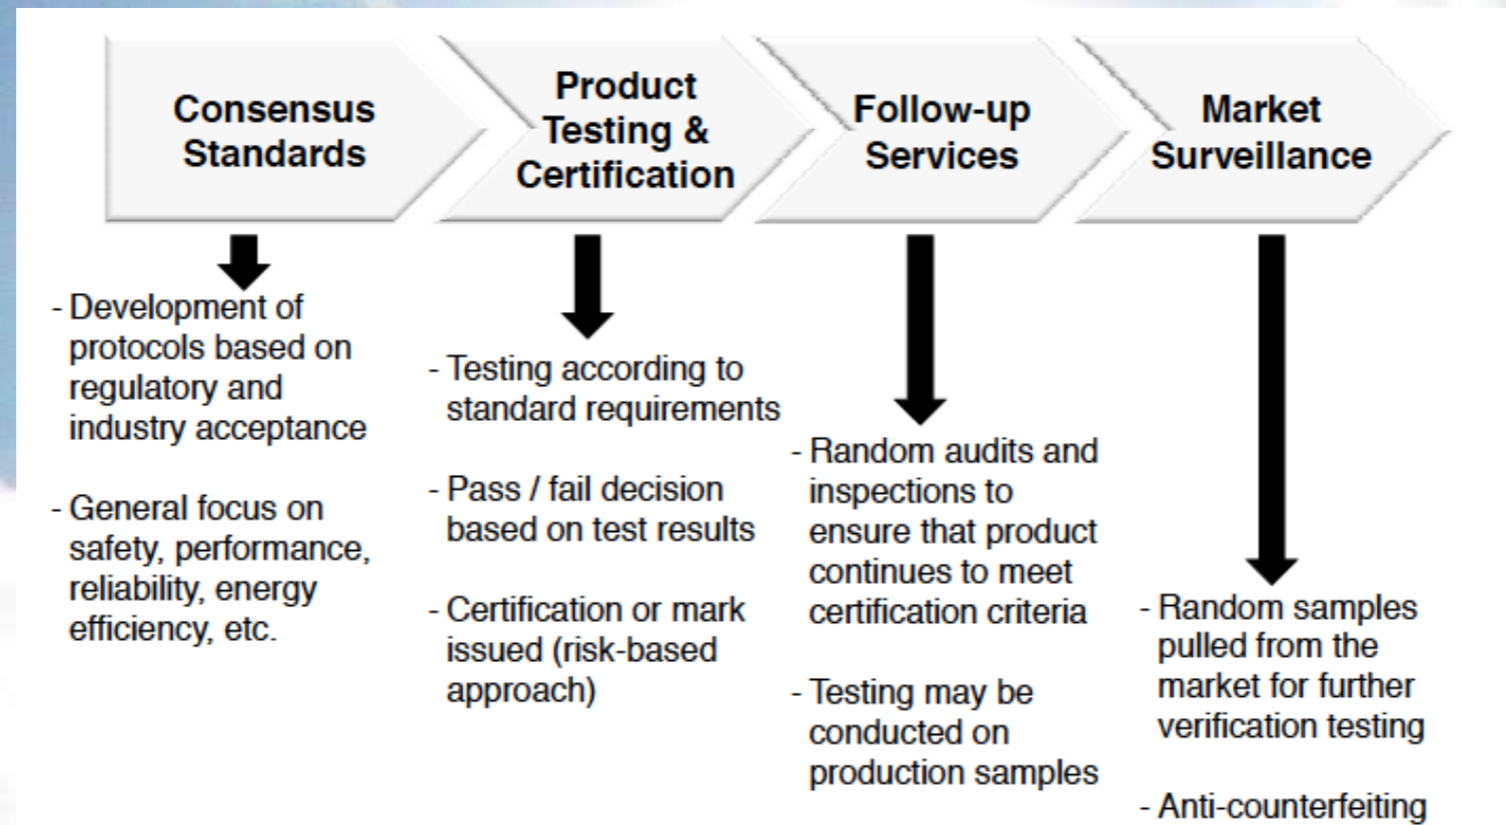 Consensus
Standards
Product
Testing &
Certification
Follow-up
Services
Market
Surveillance
- Development of
protocols based on
regulatory and
industry acceptance
- General focus on
safety, performance,
reliability, energy
efficiency, etc.
- Testing according to
standard requirements
- Pass / fail decision
based on test results
- Certification or mark
issued (risk-based
approach)
- Random audits and
inspections to
ensure that product
continues to meet
certification criteria
- Testing may be
conducted on
production samples
- Random samples
pulled from the
market for further
verification testing
- Anti-counterfeiting